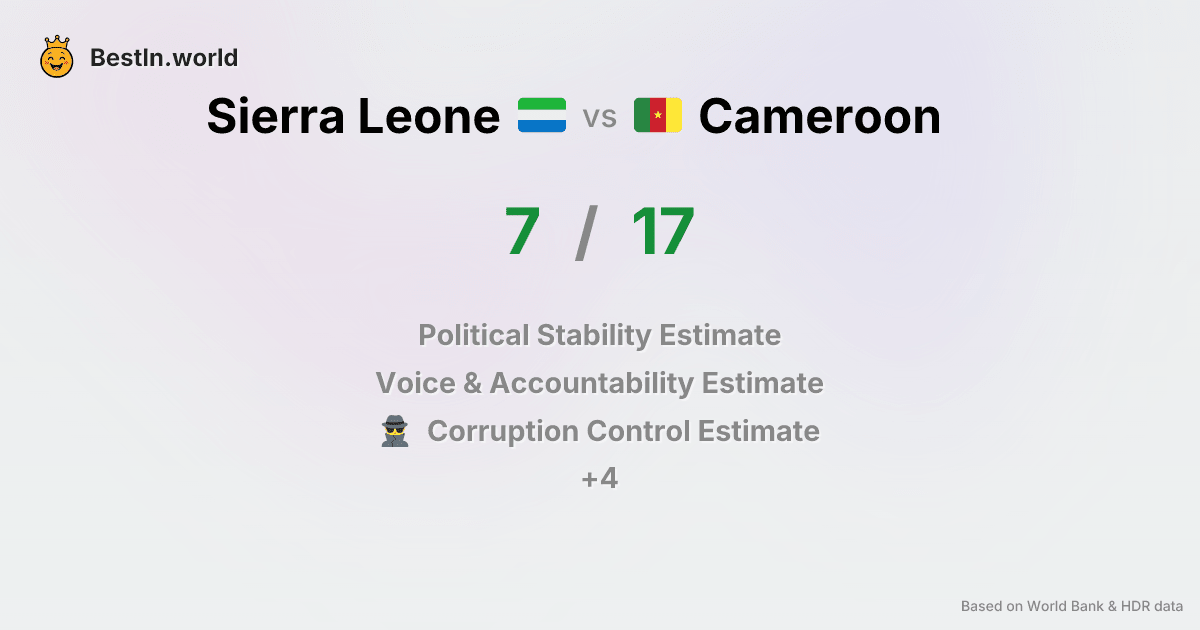 BestIn.world
Sierra Leone vs Cameroon
7 / 17
Political Stability Estimate
Voice & Accountability Estimate
Corruption Control Estimate
+4
Based on World Bank & HDR data